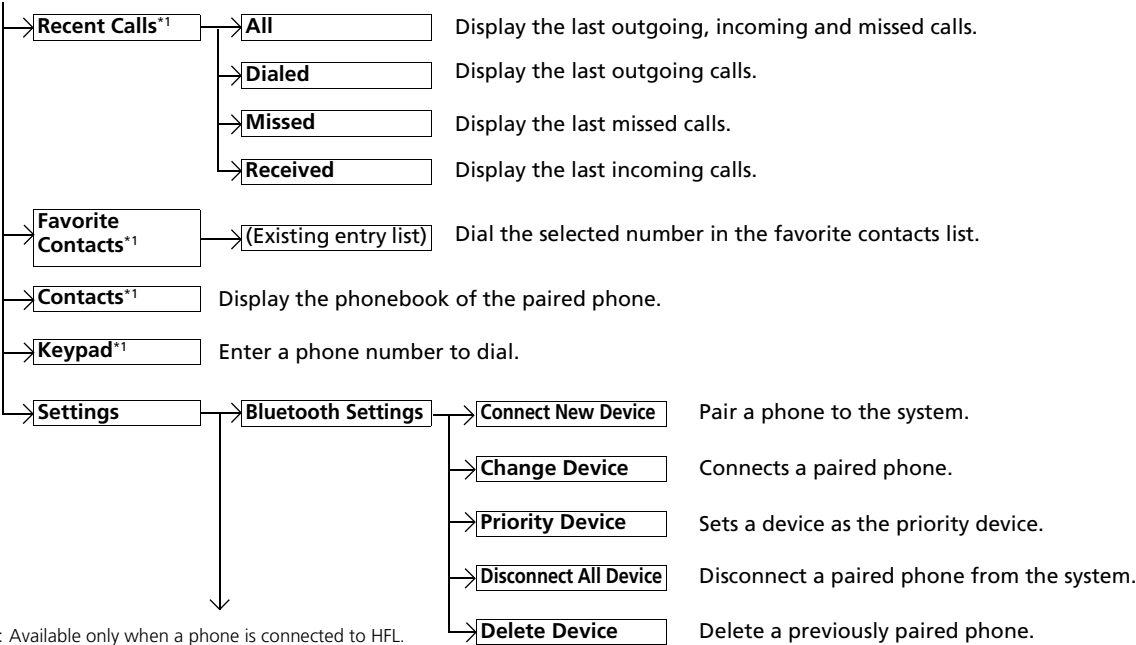 Recent Calls*1
All
Display the last outgoing, incoming and missed calls.
Dialed
Display the last outgoing calls.
Missed
Display the last missed calls.
Received
Display the last incoming calls.
Favorite
Contacts*1
(Existing entry list)
Dial the selected number in the favorite contacts list.
Contacts*1
Display the phonebook of the paired phone.
Keypad*1
Enter a phone number to dial.
Settings
Bluetooth Settings
Connect New Device
Pair a phone to the system.
Change Device
Connects a paired phone.
Priority Device
Sets a device as the priority device.
Disconnect All Device
Disconnect a paired phone from the system.
Delete Device
Delete a previously paired phone.
: Available only when a phone is connected to HFL.